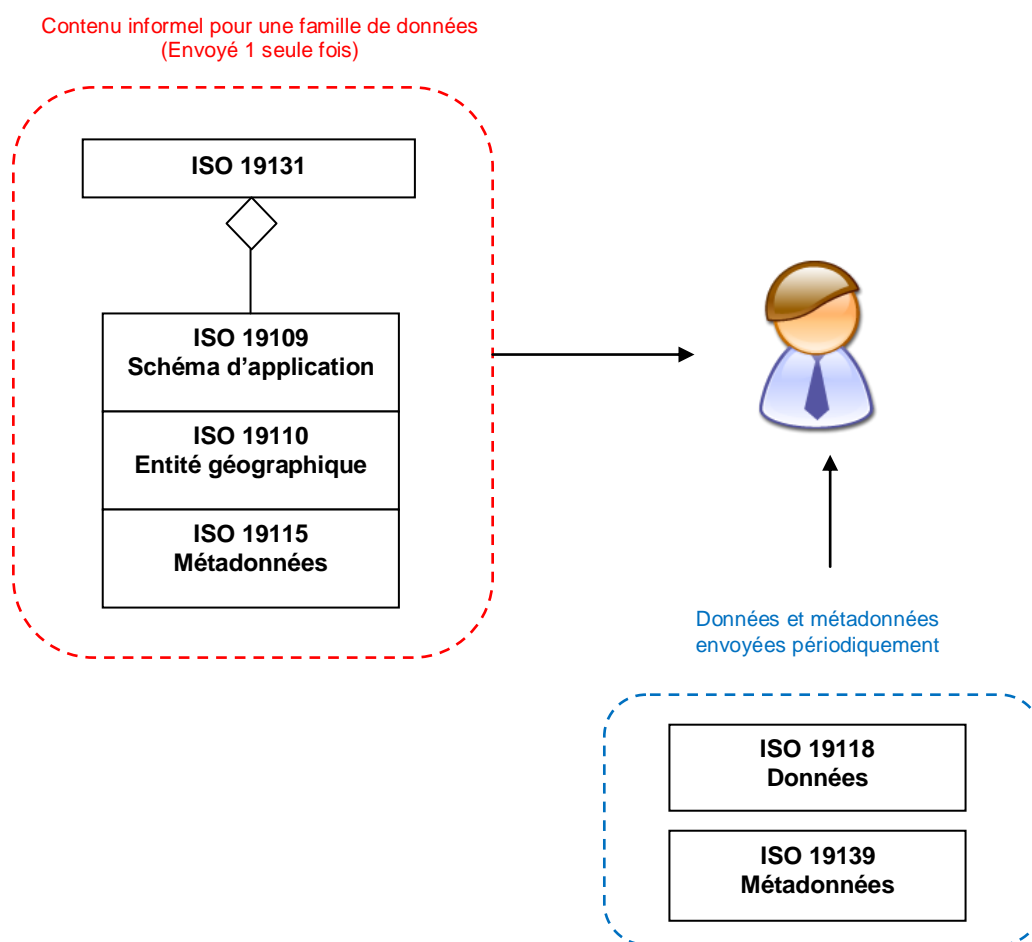 Contenu informel pour une famille de données
(Envoyé 1 seule fois)
ISO 19131
ISO 19109
Schéma d'application
ISO 19110
Entité géographique
ISO 19115
Métadonnées
Données et métadonnées
envoyées périodiquement
ISO 19118
Données
ISO 19139
Métadonnées